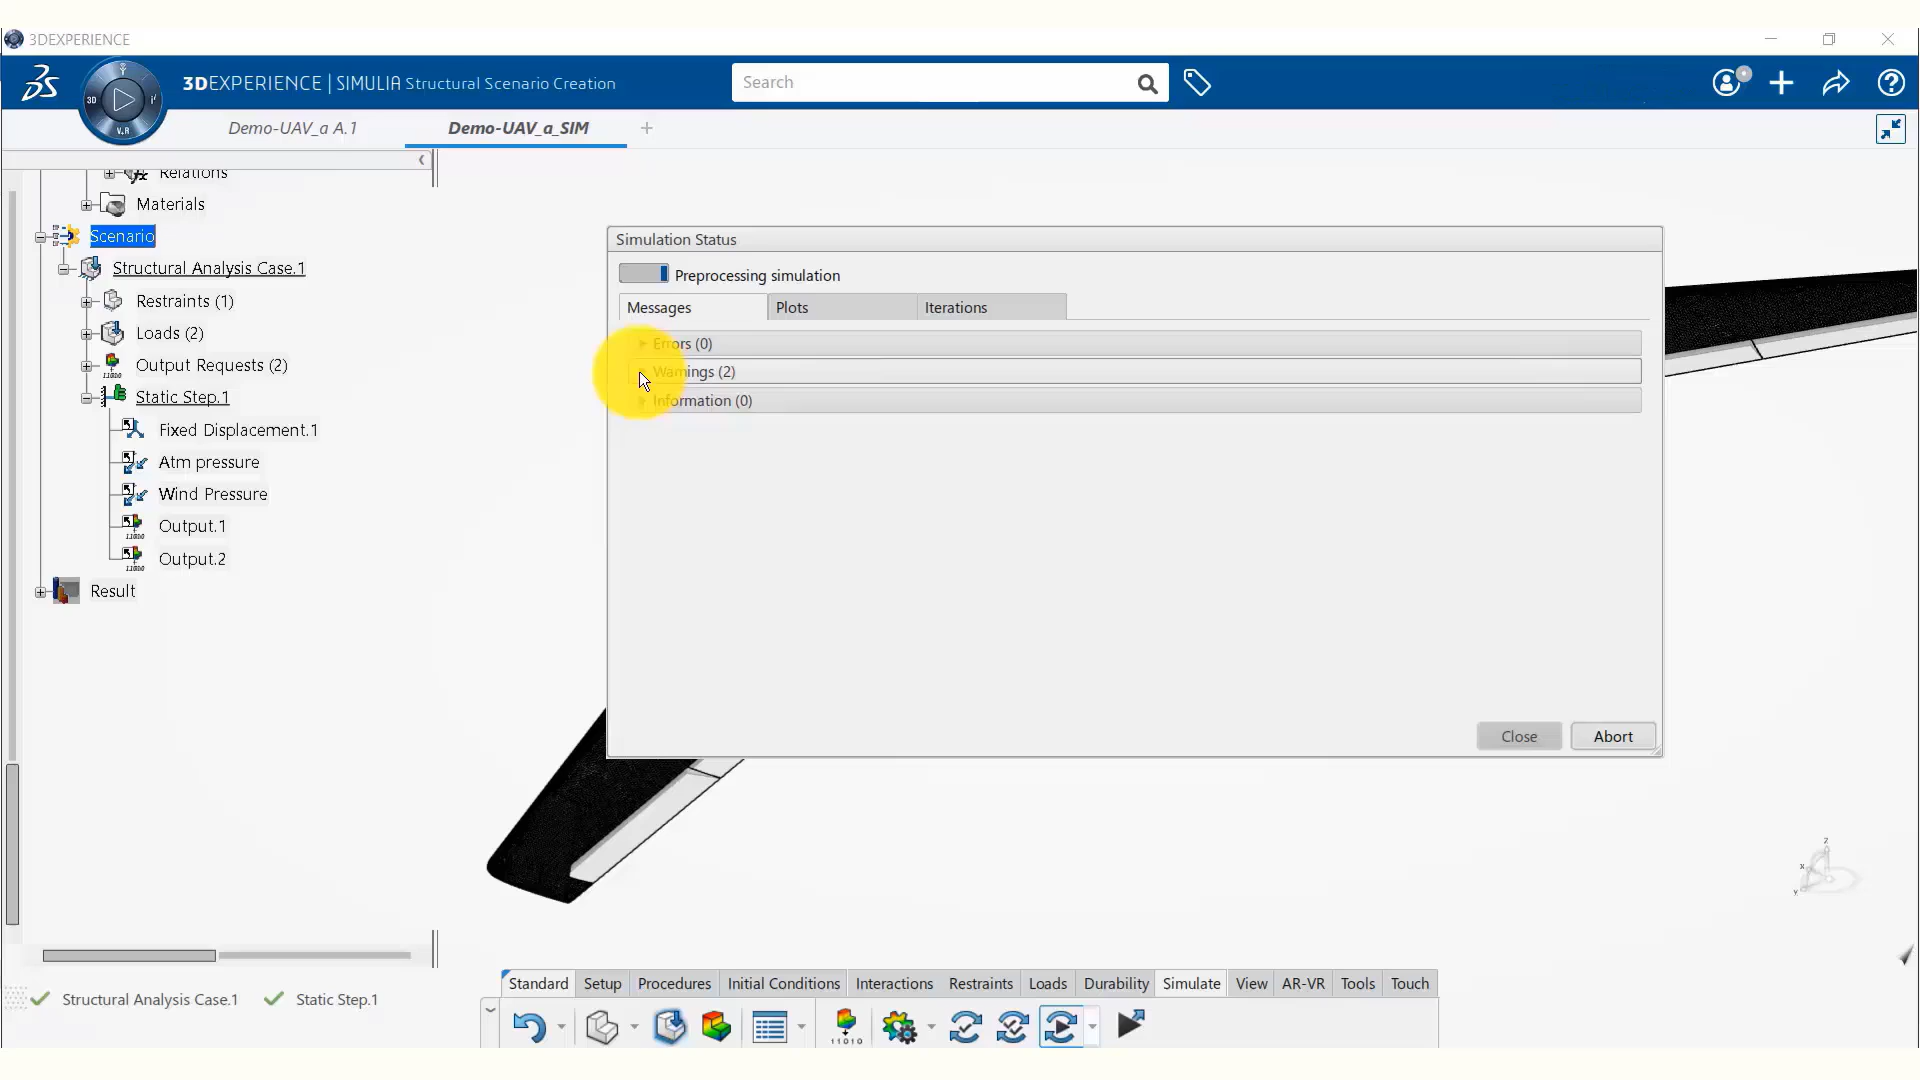 3DEXPERIENCE
3DEXPERIENCE | SIMULIA Structural Scenario Creation
Search
3D
V.R
Demo-UAV_a A.1
Demo-UAV_a_SIM
Relations
Materials
Scenario
Structural Analysis Case.1
Restraints (1)
Loads (2)
Output Requests (2)
Static Step.1
Fixed Displacement.1
Atm pressure
Wind Pressure
Output.1
Output.2
Result
Simulation Status
Preprocessing simulation
Messages
Plots
Iterations
Errors (0)
Warnings (2)
Information (0)
Close
Abort
z
x
y
Structural Analysis Case.1
Static Step.1
Standard
Setup
Procedures
Initial Conditions
Interactions
Restraints
Loads
Durability
Simulate
View
AR-VR
Tools
Touch
11010